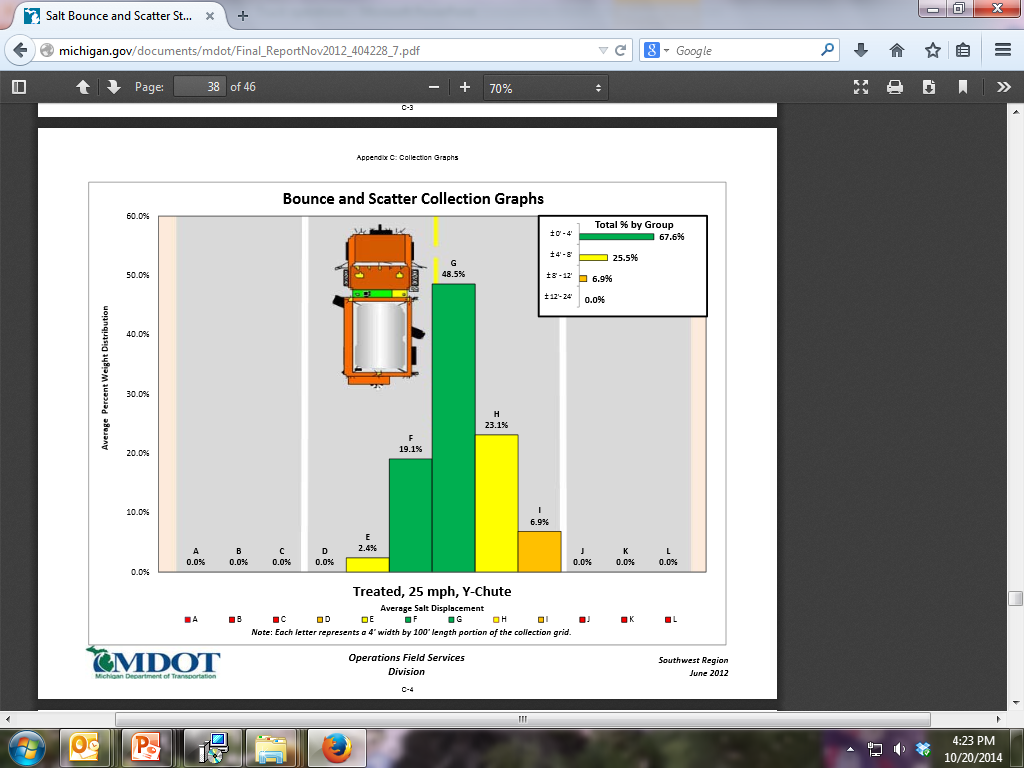 Salt Bounce and Scatter St...
michigan.gov/documents/mdot/Final_ReportNov2012_404228_7.pdf
Google
Page: 38 of 46
70%
C-3
Appendix C: Collection Graphs
Bounce and Scatter Collection Graphs
Total % by Group
± 0' - 4' 67.6%
± 4' - 8' 25.5%
± 8' - 12' 6.9%
± 12'- 24' 0.0%
Average Percent Weight Distribution
60.0%
50.0%
40.0%
30.0%
20.0%
10.0%
0.0%
A
0.0%
B
0.0%
C
0.0%
D
0.0%
E
2.4%
F
19.1%
G
48.5%
H
23.1%
I
6.9%
J
0.0%
K
0.0%
L
0.0%
Treated, 25 mph, Y-Chute
Average Salt Displacement
A B C D E F G H I J K L
Note: Each letter represents a 4' width by 100' length portion of the collection grid.
MDOT
Michigan Department of Transportation
Operations Field Services
Division
Southwest Region
June 2012
C-4
4:23 PM
10/20/2014